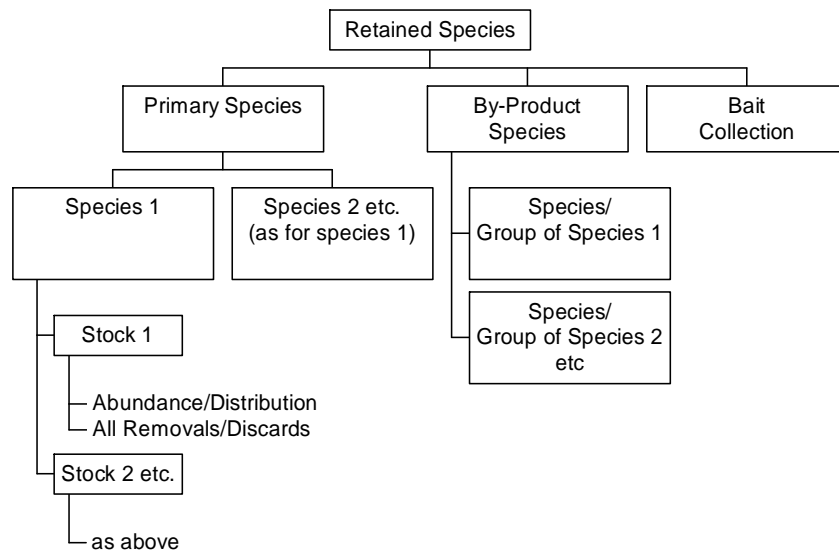 Retained Species
Primary Species
By-Product
Species
Bait
Collection
Species 1
Species 2 etc.
(as for species 1)
Species/
Group of Species 1
Species/
Group of Species 2
etc
Stock 1
Abundance/Distribution
All Removals/Discards
Stock 2 etc.
as above